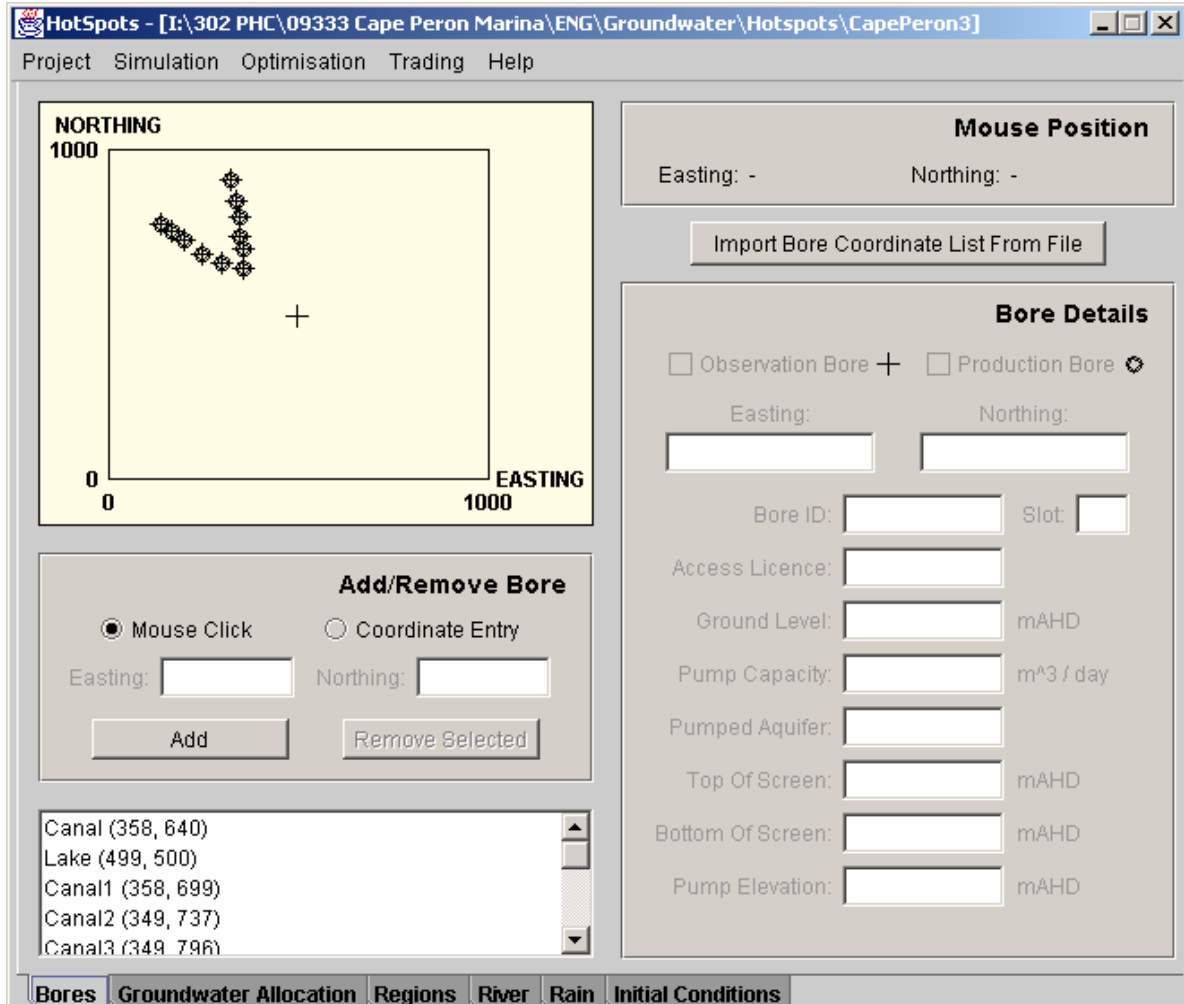 HotSpots - [I:\302 PHC\09333 Cape Peron Marina\ENG\Groundwater\Hotspots\CapePeron3]
Project Simulation Optimisation Trading Help
NORTHING
1000
0
EASTING
0
1000
Mouse Position
Easting: -
Northing: -
Import Bore Coordinate List From File
Bore Details
Observation Bore
Production Bore
Easting:
Northing:
Bore ID:
Slot:
Access Licence:
Ground Level:
mAHD
Pump Capacity:
m^3 / day
Pumped Aquifer:
Top Of Screen:
mAHD
Bottom Of Screen:
mAHD
Pump Elevation:
mAHD
Add/Remove Bore
Mouse Click
Coordinate Entry
Easting:
Northing:
Add
Remove Selected
Canal (358, 640)
Lake (499, 500)
Canal1 (358, 699)
Canal2 (349, 737)
Canal3 (349, 796)
Bores Groundwater Allocation Regions River Rain Initial Conditions